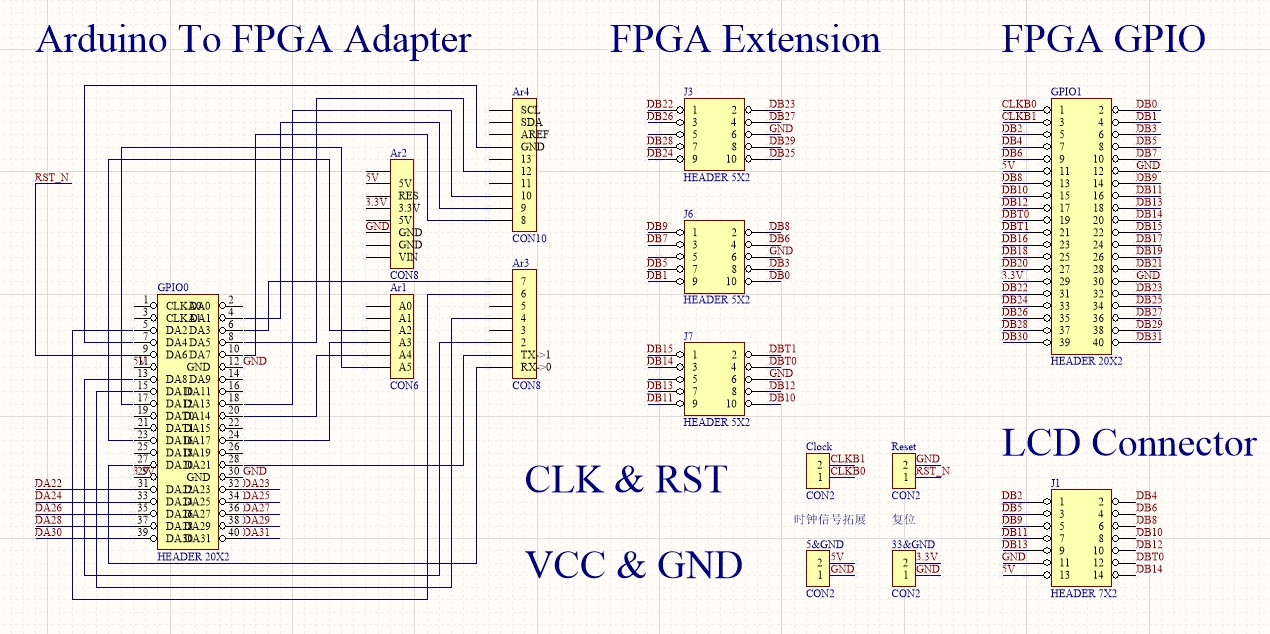 Arduino To FPGA Adapter
FPGA Extension
FPGA GPIO
RST_N
Ar4
SCL
SDA
AREF
GND
13
12
11
10
9
8
CON10
Ar2
5V
3.3V
GND
5V
RES
3.3V
5V
GND
GND
VIN
CON8
Ar3
7
6
5
4
3
2
TX->1
RX->0
CON8
Ar1
A0
A1
A2
A3
A4
A5
CON6
GPIO0
1 2
3 DA1 4
5 DA2 DA3 6
7 DA4 DA5 8
9 DA6 DA7 10
GND 12 GND
13 DA8 DA9 14
15 DA11 16
17 DA13 18
19 DA14 20
21 DA15 22
23 DA17 24
25 DA19 26
27 DA21 28
GND 30 GND
DA22 31 DA23 32 DA23
DA24 33 DA25 34 DA25
DA26 35 DA27 36 DA27
DA28 37 DA29 38 DA29
DA30 39 DA31 40 DA31
HEADER 20X2
J3
DB22 1 2 DB23
DB26 3 4 DB27
5 6 GND
DB28 7 8 DB29
DB24 9 10 DB25
HEADER 5X2
J6
DB9 1 2 DB8
DB7 3 4 DB6
5 6 GND
DB5 7 8 DB3
DB1 9 10 DB0
HEADER 5X2
J7
DB15 1 2 DBT1
DB14 3 4 DBT0
5 6 GND
DB13 7 8 DB12
DB11 9 10 DB10
HEADER 5X2
GPIO1
CLKB0 1 2 DB0
CLKB1 3 4 DB1
DB2 5 6 DB3
DB4 7 8 DB5
DB6 9 10 DB7
5V 11 12 GND
DB8 13 14 DB9
DB10 15 16 DB11
DB12 17 18 DB13
DBT0 19 20 DB14
DBT1 21 22 DB15
DB16 23 24 DB17
DB18 25 26 DB19
DB20 27 28 DB21
3.3V 29 30 GND
DB22 31 32 DB23
DB24 33 34 DB25
DB26 35 36 DB27
DB28 37 38 DB29
DB30 39 40 DB31
HEADER 20X2
CLK & RST
Clock
2 CLKB1
1 CLKB0
CON2
时钟信号拓展
Reset
2 GND
1 RST_N
CON2
复位
VCC & GND
5&GND
2 5V
1 GND
CON2
33&GND
2 3.3V
1 GND
CON2
LCD Connector
J1
DB2 1 2 DB4
DB5 3 4 DB6
DB9 5 6 DB8
DB11 7 8 DB10
DB13 9 10 DB12
GND 11 12 DBT0
5V 13 14 DB14
HEADER 7X2